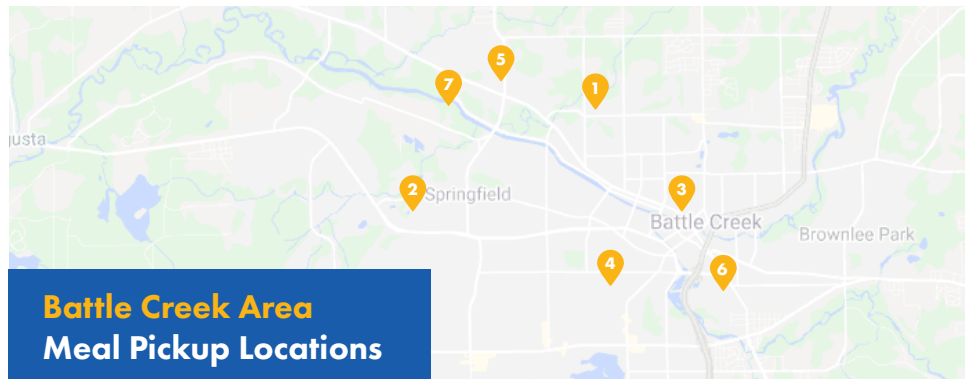 5
7
1
gusta
2
Springfield
3
Battle Creek
Brownlee Park
4
6
Battle Creek Area
Meal Pickup Locations